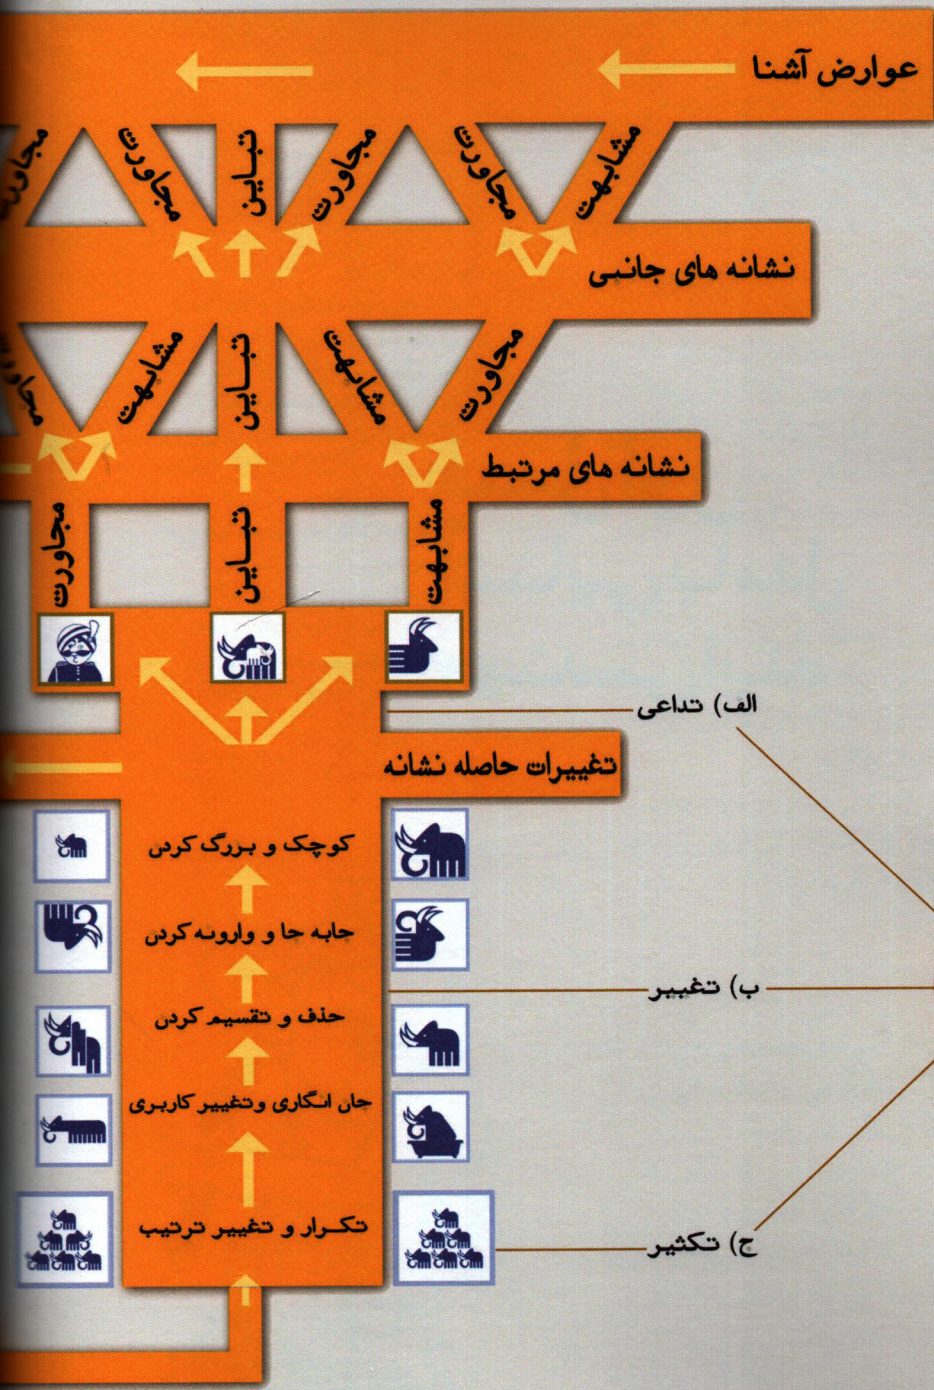 عوارض آشنا
مشابهت
مجاورت
مجاورت
تباین
مجاورت
مجاورت
نشانه های جانبی
مجاورت
مشابهت
تباین
مشابهت
مجاورت
نشانه های مرتبط
مشابهت
تباین
مجاورت
الف) تداعی
تغییرات حاصله نشانه
کوچک و بزرگ کردن
جابه جا و وارونه کردن
ب) تغییر
حذف و تقسیم کردن
جان انگاری وتغییر کاربری
تکرار و تغییر ترتیب
ج) تکثیر